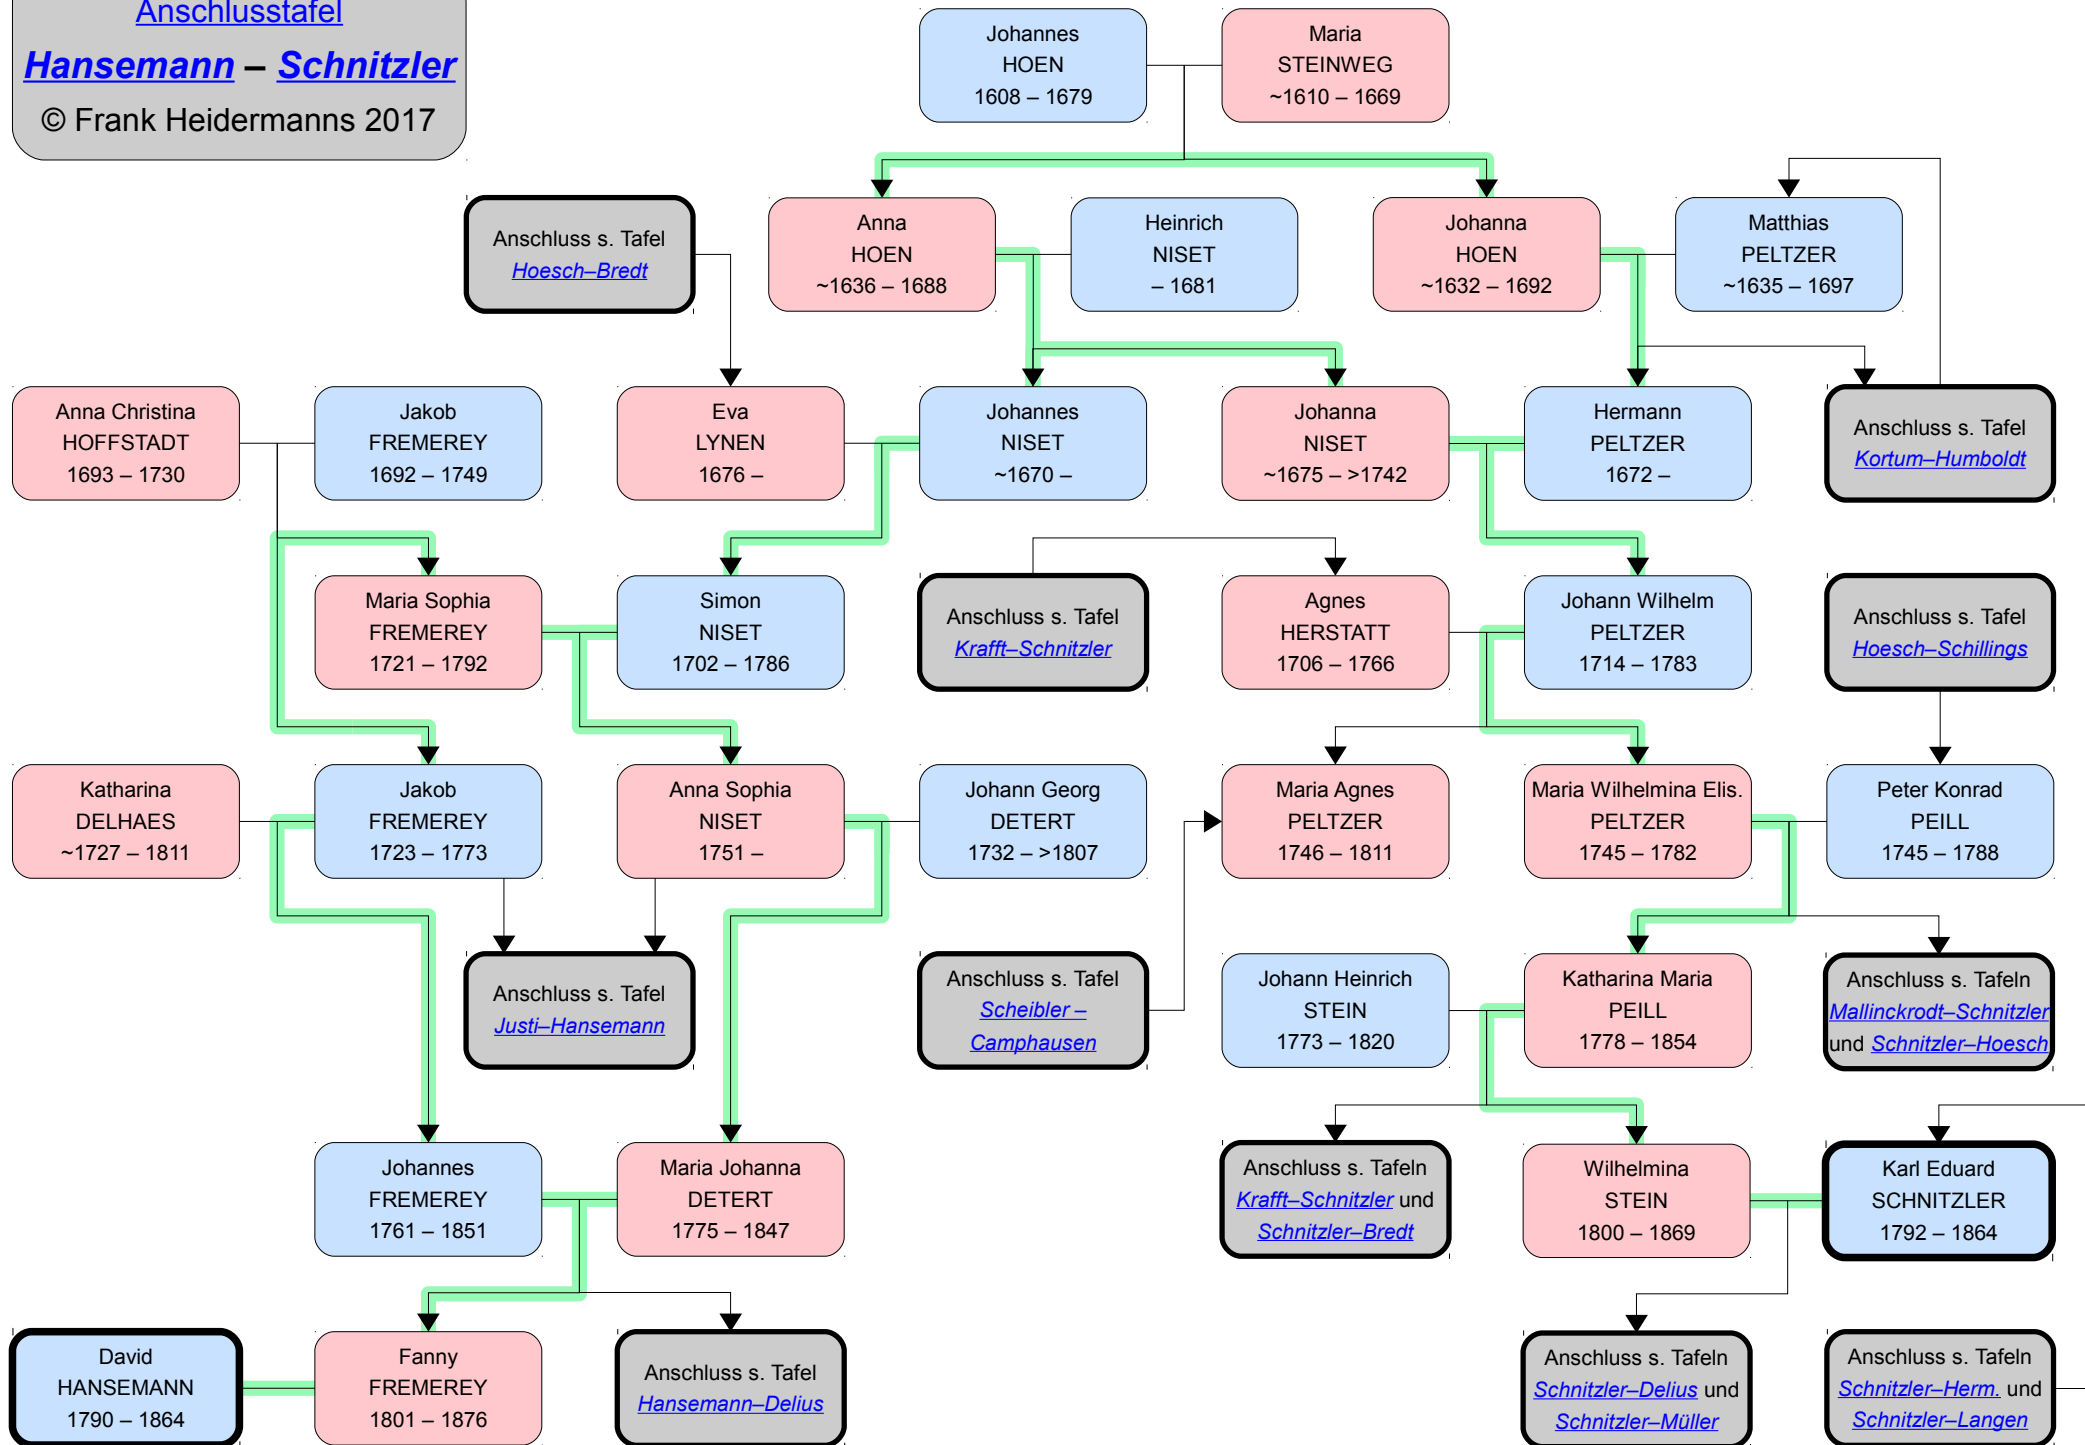 Anschlusstafel
Hansemann – Schnitzler
© Frank Heidermanns 2017
Johannes
HOEN
1608 – 1679
Maria
STEINWEG
~1610 – 1669
Anschluss s. Tafel
Hoesch–Bredt
Anna
HOEN
~1636 – 1688
Heinrich
NISET
– 1681
Johanna
HOEN
~1632 – 1692
Matthias
PELTZER
~1635 – 1697
Anna Christina
HOFFSTADT
1693 – 1730
Jakob
FREMEREY
1692 – 1749
Eva
LYNEN
1676 –
Johannes
NISET
~1670 –
Johanna
NISET
~1675 – >1742
Hermann
PELTZER
1672 –
Anschluss s. Tafel
Kortum–Humboldt
Maria Sophia
FREMEREY
1721 – 1792
Simon
NISET
1702 – 1786
Anschluss s. Tafel
Krafft–Schnitzler
Agnes
HERSTATT
1706 – 1766
Johann Wilhelm
PELTZER
1714 – 1783
Anschluss s. Tafel
Hoesch–Schillings
Katharina
DELHAES
~1727 – 1811
Jakob
FREMEREY
1723 – 1773
Anna Sophia
NISET
1751 –
Johann Georg
DETERT
1732 – >1807
Maria Agnes
PELTZER
1746 – 1811
Maria Wilhelmina Elis.
PELTZER
1745 – 1782
Peter Konrad
PEILL
1745 – 1788
Anschluss s. Tafel
Justi–Hansemann
Anschluss s. Tafel
Scheibler –
Camphausen
Johann Heinrich
STEIN
1773 – 1820
Katharina Maria
PEILL
1778 – 1854
Anschluss s. Tafeln
Mallinckrodt–Schnitzler
und Schnitzler–Hoesch
Johannes
FREMEREY
1761 – 1851
Maria Johanna
DETERT
1775 – 1847
Anschluss s. Tafeln
Krafft–Schnitzler und
Schnitzler–Bredt
Wilhelmina
STEIN
1800 – 1869
Karl Eduard
SCHNITZLER
1792 – 1864
David
HANSEMANN
1790 – 1864
Fanny
FREMEREY
1801 – 1876
Anschluss s. Tafel
Hansemann–Delius
Anschluss s. Tafeln
Schnitzler–Delius und
Schnitzler–Müller
Anschluss s. Tafeln
Schnitzler–Herm. und
Schnitzler–Langen